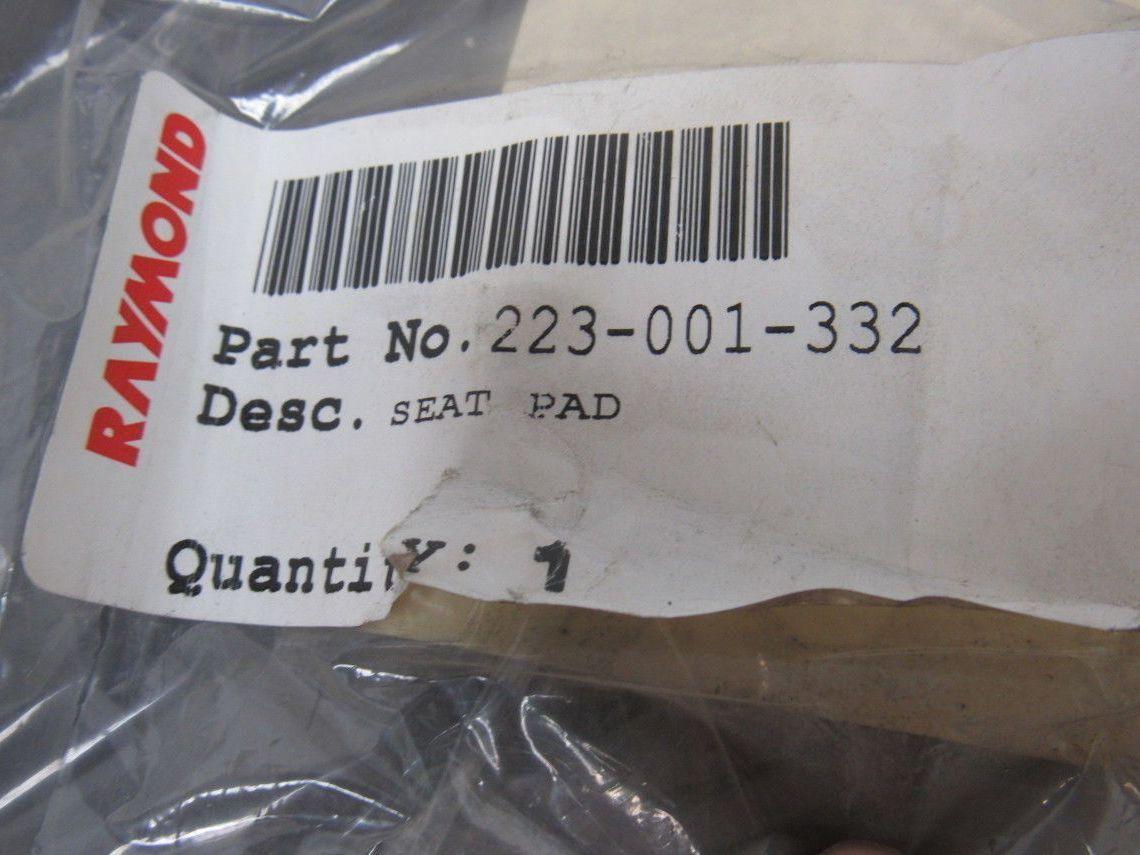 RAYMOND
Part No. 223-001-332
Desc. SEAT PAD
Quantity: 1